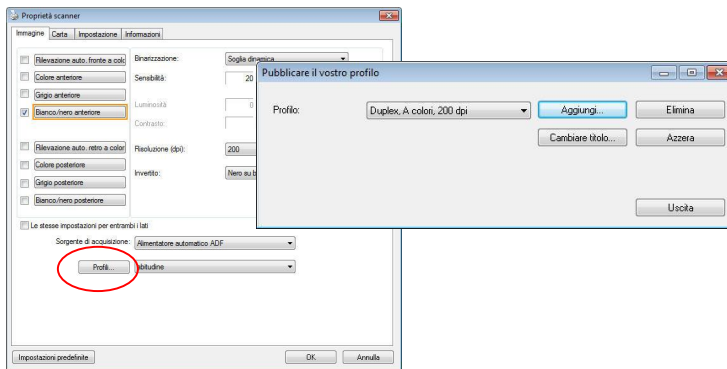 Proprietà scanner
Immagine Carta Impostazione Informazioni
Rilevazione auto. fronte a colo
Colore anteriore
Grigio anteriore
Bianco/nero anteriore
Rilevazione auto. retro a color
Colore posteriore
Grigio posteriore
Bianco/nero posteriore
Binarizzazione: Soglia dinamica
Sensibilità: 20
Luminosità 0
Contrasto:
Risoluzione (dpi): 200
Invertito: Nero su b
Le stesse impostazioni per entrambi i lati
Sorgente di acquisizione: Alimentatore automatico ADF
Profili... abitudine
Impostazioni predefinite OK Annulla
Pubblicare il vostro profilo
Profilo: Duplex, A colori, 200 dpi Aggiungi... Elimina
Cambiare titolo... Azzera
Uscita